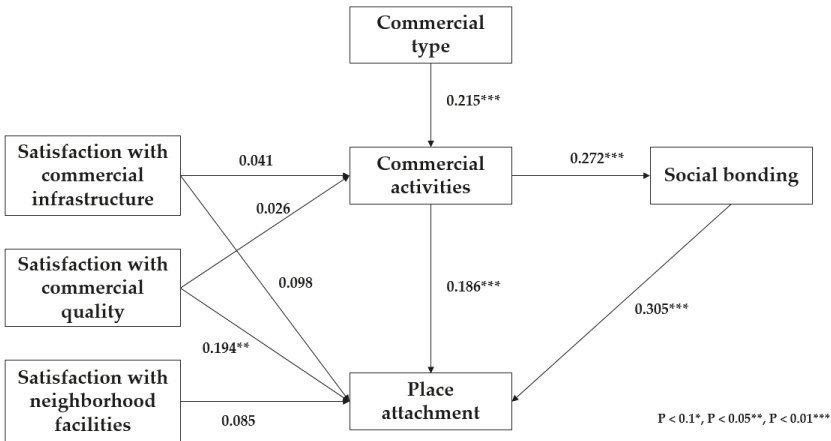 Commercial
type
0.215***
Satisfaction with
commercial
infrastructure
0.041
Commercial
activities
0.272***
Social bonding
0.026
Satisfaction with
commercial
quality
0.098
0.186***
0.305***
0.194**
Satisfaction with
neighborhood
facilities
0.085
Place
attachment
P < 0.1*, P < 0.05**, P < 0.01***